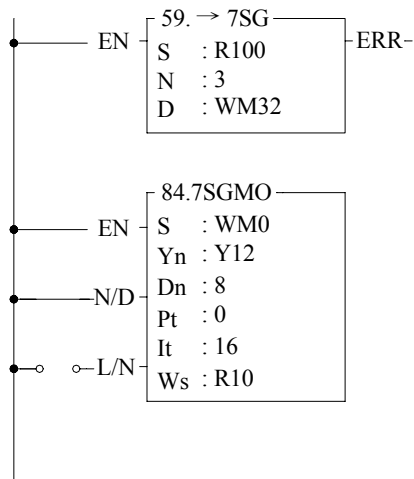 59. → 7SG
EN
ERR
S : R100
N : 3
D : WM32
84.7SGMO
EN
S : WM0
Yn : Y12
N/D
Dn : 8
Pt : 0
L/N
It : 16
Ws : R10